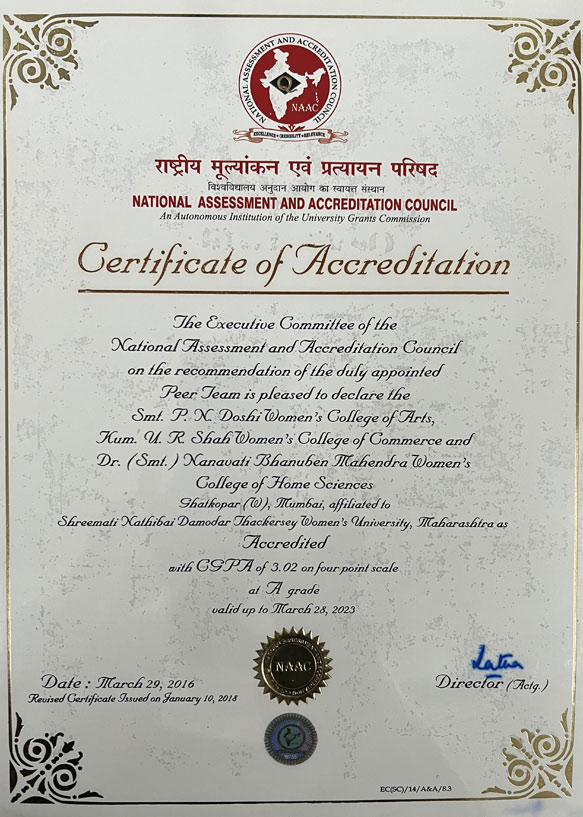 NATIONAL ASSESSMENT AND ACCREDITATION COUNCIL
Q
NAAC
EXCELLENCE • CREDIBILITY • RELEVANCE
राष्ट्रीय मूल्यांकन एवं प्रत्यायन परिषद
विश्वविद्यालय अनुदान आयोग का स्वायत्त संस्थान
NATIONAL ASSESSMENT AND ACCREDITATION COUNCIL
An Autonomous Institution of the University Grants Commission
Certificate of Accreditation
The Executive Committee of the
National Assessment and Accreditation Council
on the recommendation of the duly appointed
Peer Team is pleased to declare the
Smt. P. N. Doshi Women's College of Arts,
Kum. U. R. Shah Women's College of Commerce and
Dr. (Smt.) Nanavati Bhanuben Mahendra Women's
College of Home Sciences
Ghatkopar (W), Mumbai, affiliated to
Shreemati Nathibai Damodar Thackersey Women's University, Maharashtra as
Accredited
with CGPA of 3.02 on four point scale
at A grade
valid up to March 28, 2023
NAAC
Date : March 29, 2016
Revised Certificate Issued on January 10, 2018
Director (Actg.)
EC(SC)/14/A&A/8.3